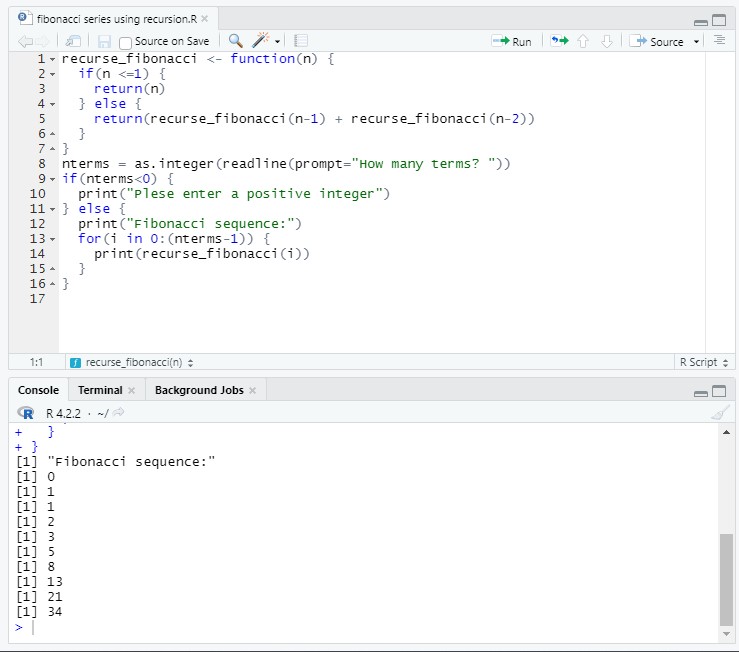 fibonacci series using recursion.R
Source on Save
Run
Source
1 recurse_fibonacci <- function(n) {
2   if(n <=1) {
3     return(n)
4   } else {
5     return(recurse_fibonacci(n-1) + recurse_fibonacci(n-2))
6   }
7 }
8 nterms = as.integer(readline(prompt="How many terms? "))
9 if(nterms<0) {
10   print("Plese enter a positive integer")
11 } else {
12   print("Fibonacci sequence:")
13   for(i in 0:(nterms-1)) {
14     print(recurse_fibonacci(i))
15   }
16 }
17
1:1 f recurse_fibonacci(n) R Script
Console Terminal Background Jobs
R R 4.2.2 · ~/
+   }
+ }
[1] "Fibonacci sequence:"
[1] 0
[1] 1
[1] 1
[1] 2
[1] 3
[1] 5
[1] 8
[1] 13
[1] 21
[1] 34
>